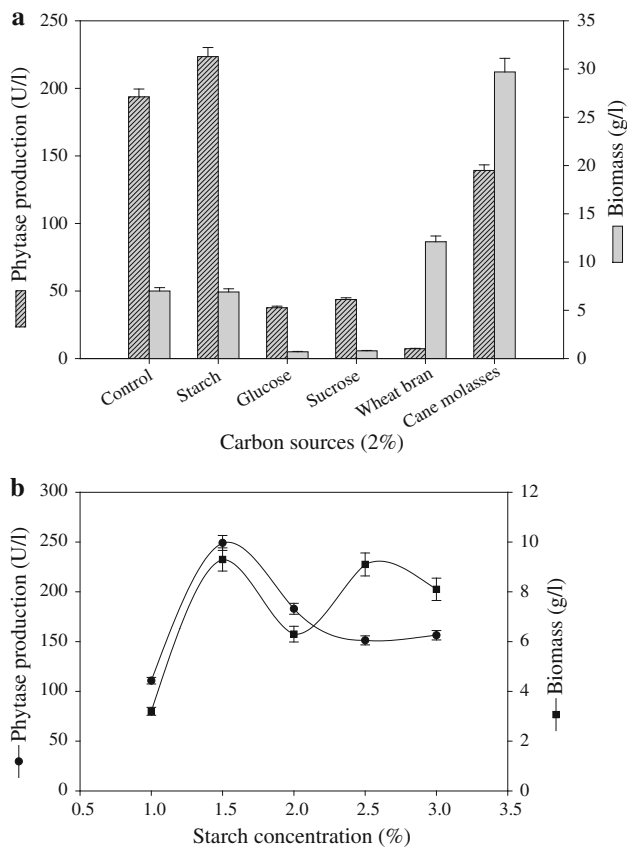 a
250
200
150
100
50
0
Phytase production (U/l)
35
30
25
20
15
10
5
0
Biomass (g/l)
Control
Starch
Glucose
Sucrose
Wheat bran
Cane molasses
Carbon sources (2%)
b
300
250
200
150
100
50
0
Phytase production (U/l)
12
10
8
6
4
2
0
Biomass (g/l)
0.5 1.0 1.5 2.0 2.5 3.0 3.5
Starch concentration (%)